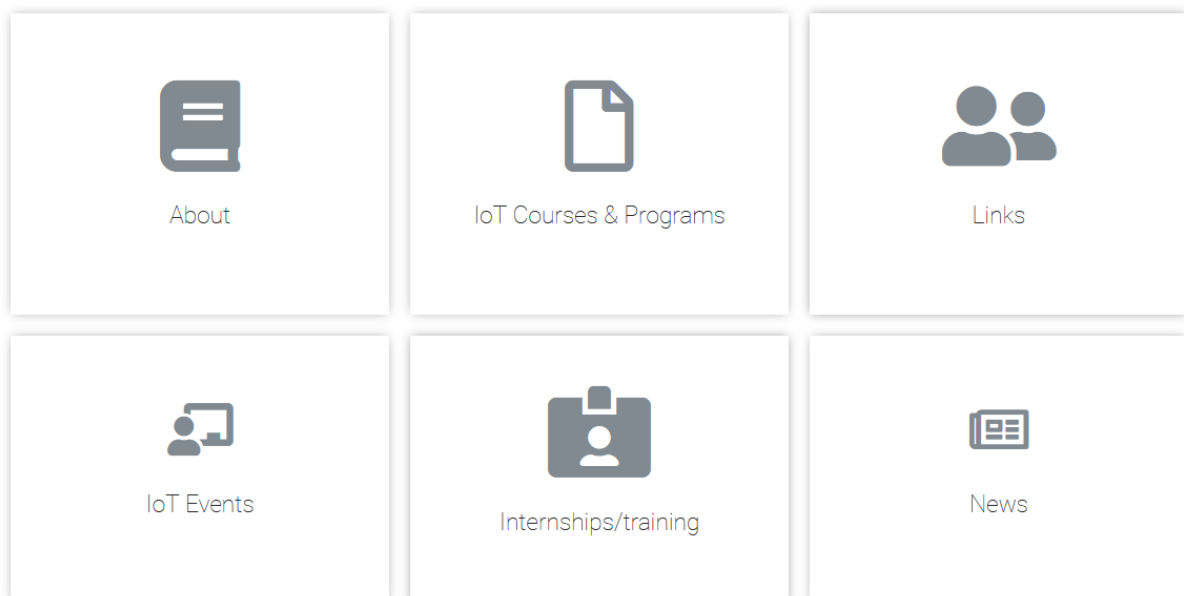 About
IoT Courses & Programs
Links
IoT Events
Internships/training
News